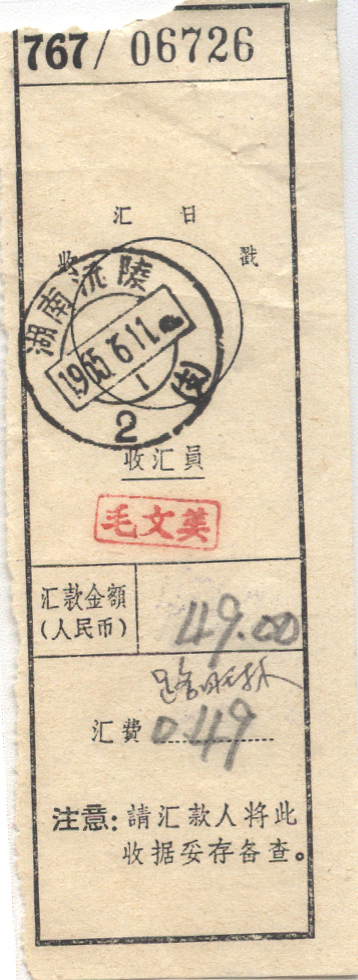 767/ 06726
汇 日
收 戳
湖南沅陵
1965.6.11.
1
2
收汇員
毛文美
汇款金額
(人民币)
49.00
汇费 0.49
注意：請汇款人将此
收据妥存备查。